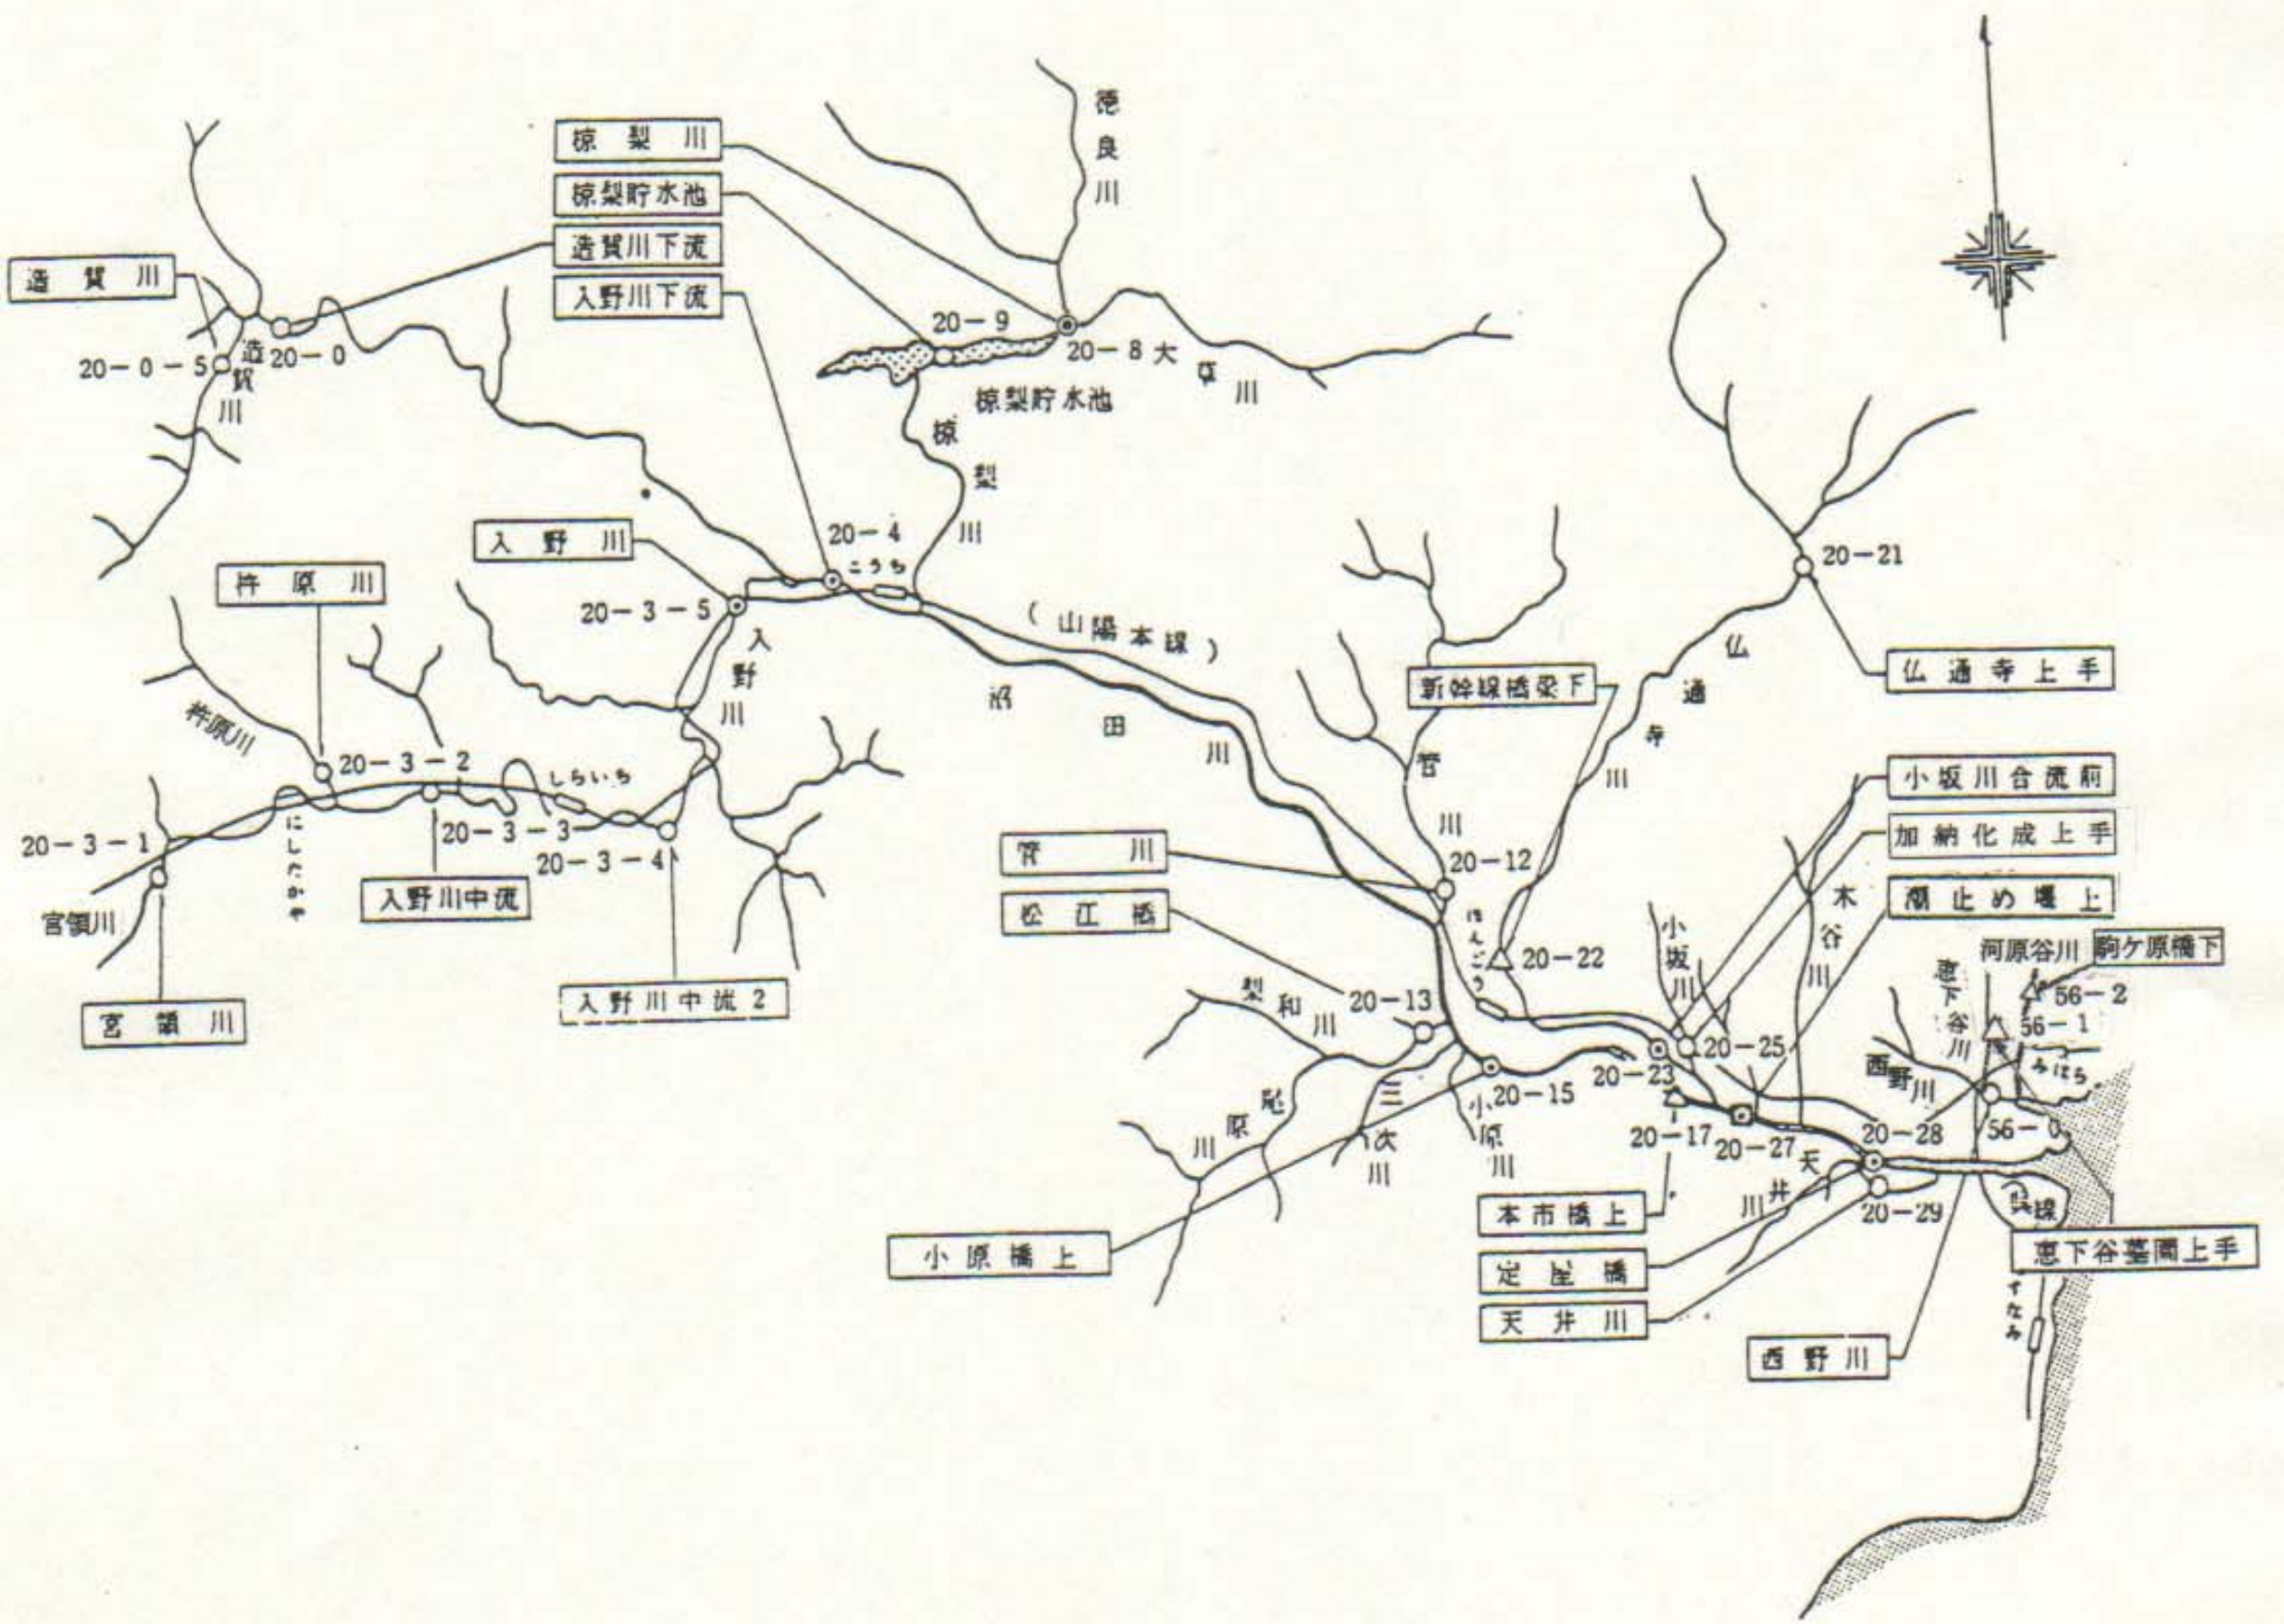 徳良川
椋梨川
椋梨貯水池
造賀川下流
入野川下流
造賀川
20-0-5
造賀川
20-0
20-9
20-8
大草川
椋梨貯水池
椋梨川
入野川
20-4
こうち
20-3-5
入野川
(山陽本線)
沼田川
杵原川
杵原川
20-3-2
しらいち
20-3-1
にしたかや
20-3-3
20-3-4
入野川中流
宮領川
宮領川
入野川中流2
20-21
仏通寺上手
仏通寺川
新幹線橋梁下
菅川
小坂川合流前
加納化成上手
潮止め堰上
菅川
20-12
松江橋
ほんごう
20-22
小坂川
木谷川
河原谷川
駒ケ原橋下
恵下谷川
56-2
56-1
みはら
梨和川
20-13
20-25
20-23
西野川
尾原川
三次川
小原川
20-15
20-17
20-27
20-28
56-0
天井川
20-29
呉線
本市橋上
小原橋上
定屋橋
恵下谷墓園上手
天井川
すなみ
西野川